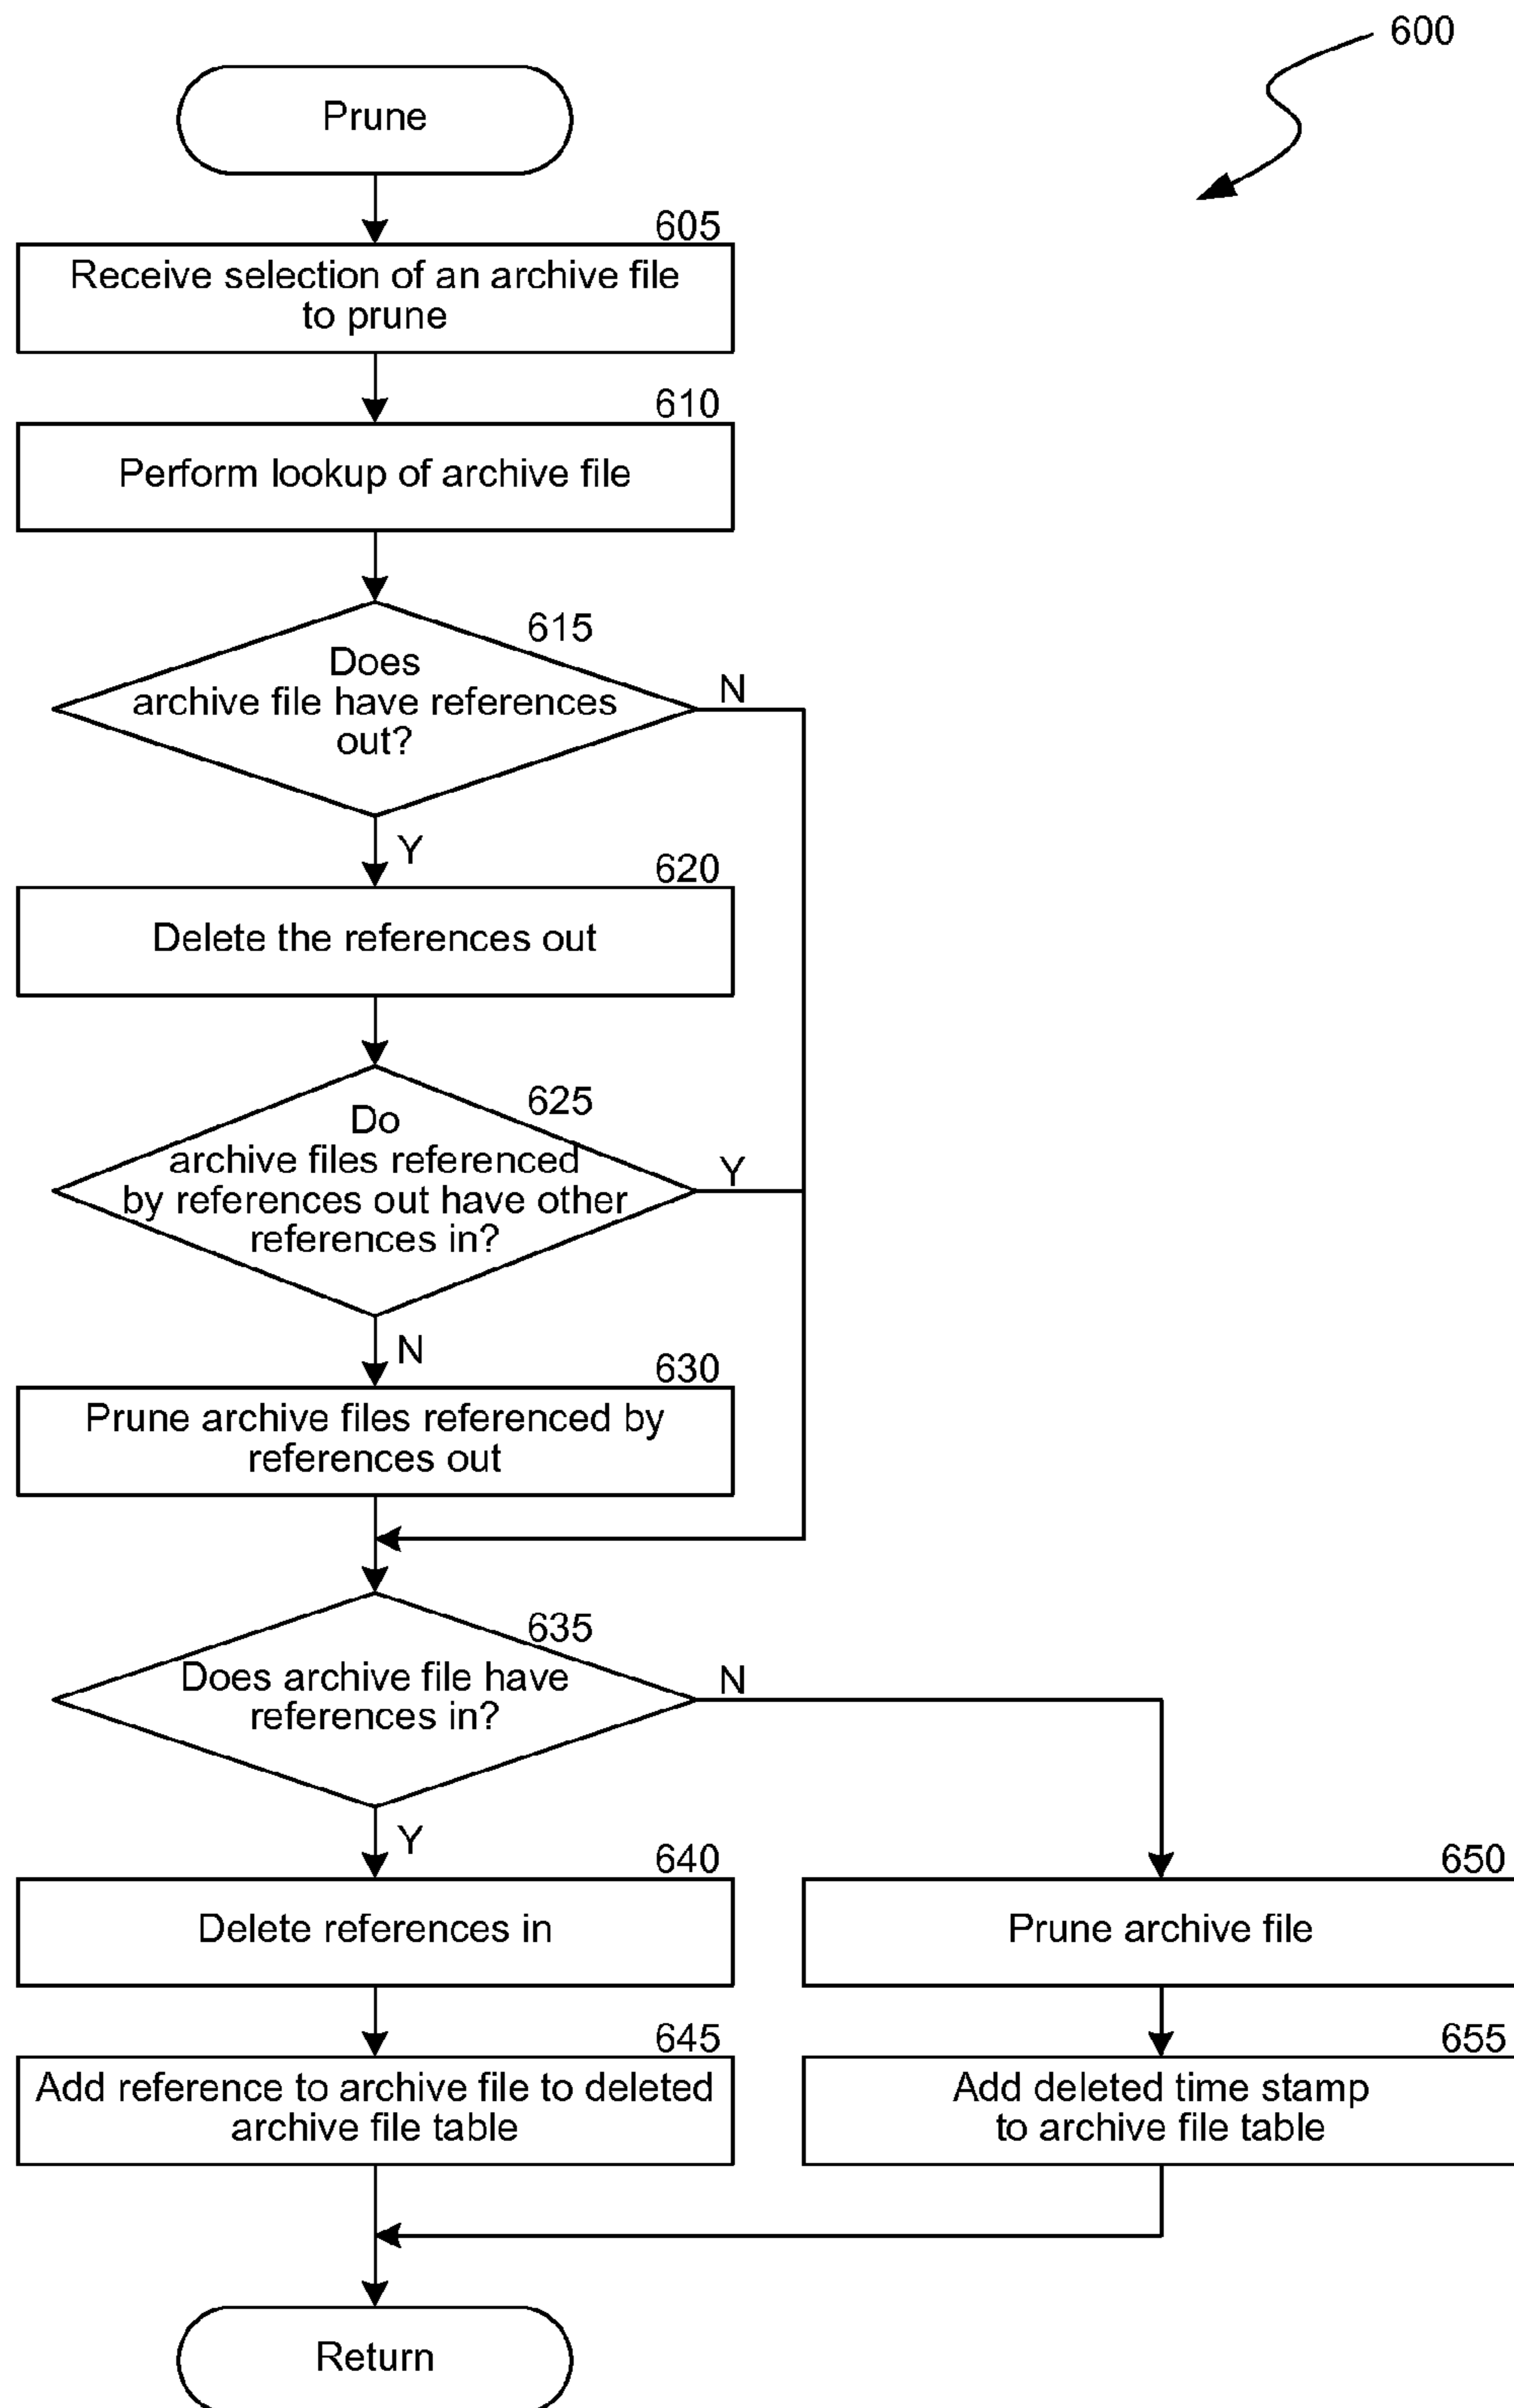 600
Prune
605
Receive selection of an archive file
to prune
610
Perform lookup of archive file
615
Does
archive file have references
out?
N
Y
620
Delete the references out
625
Do
archive files referenced
by references out have other
references in?
Y
N
630
Prune archive files referenced by
references out
635
Does archive file have
references in?
N
Y
640
Delete references in
650
Prune archive file
645
Add reference to archive file to deleted
archive file table
655
Add deleted time stamp
to archive file table
Return